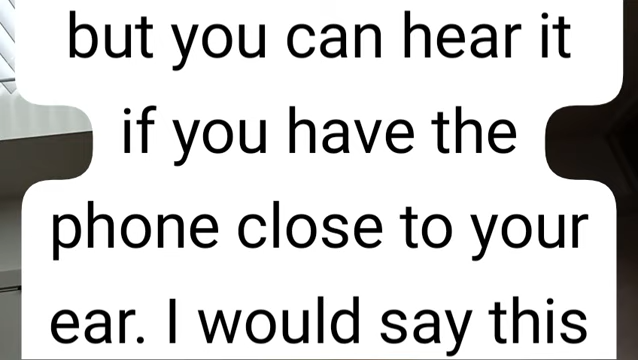 but you can hear it
if you have the
phone close to your
ear. I would say this